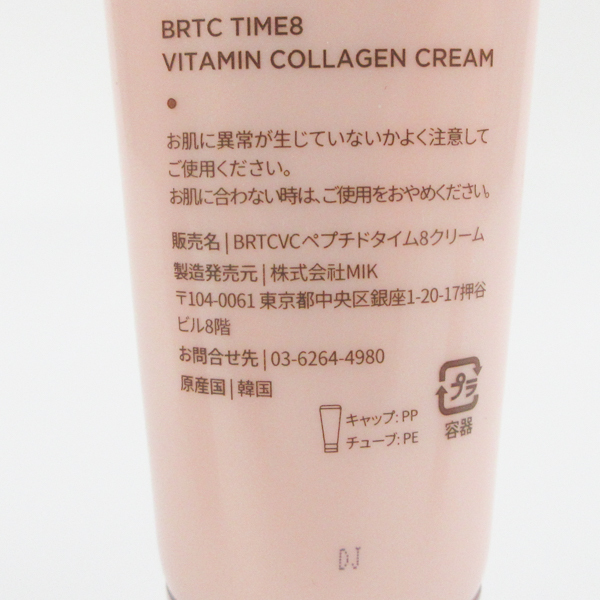 BRTC TIME8
VITAMIN COLLAGEN CREAM
お肌に異常が生じていないかよく注意して
ご使用ください。
お肌に合わない時は、ご使用をおやめください。
販売名|BRTCVCペプチドタイム8クリーム
製造発売元|株式会社MIK
〒104-0061 東京都中央区銀座1-20-17押谷
ビル8階
お問合せ先|03-6264-4980
原産国|韓国
キャップ:PP
チューブ:PE
プラ
容器
DJ